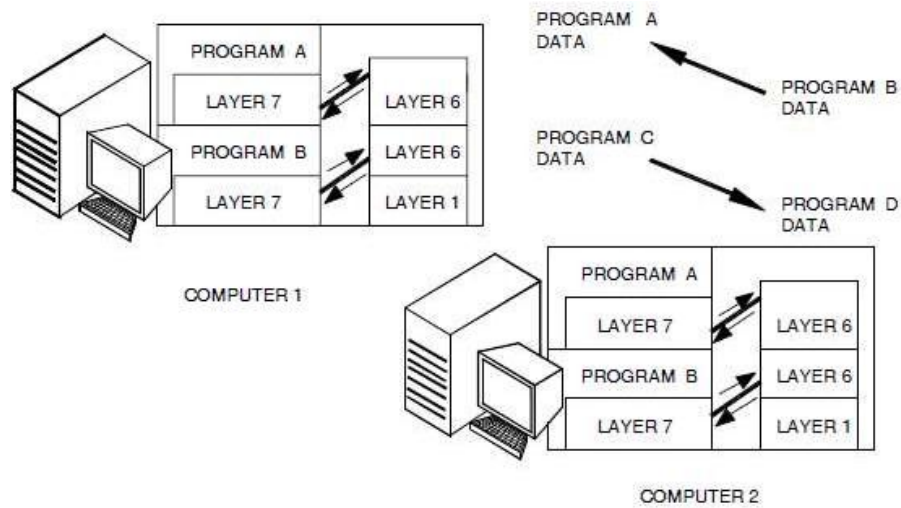 PROGRAM A
LAYER 7
PROGRAM B
LAYER 7
LAYER 6
LAYER 6
LAYER 1
COMPUTER 1
PROGRAM A
DATA
PROGRAM B
DATA
PROGRAM C
DATA
PROGRAM D
DATA
PROGRAM A
LAYER 7
PROGRAM B
LAYER 7
LAYER 6
LAYER 6
LAYER 1
COMPUTER 2